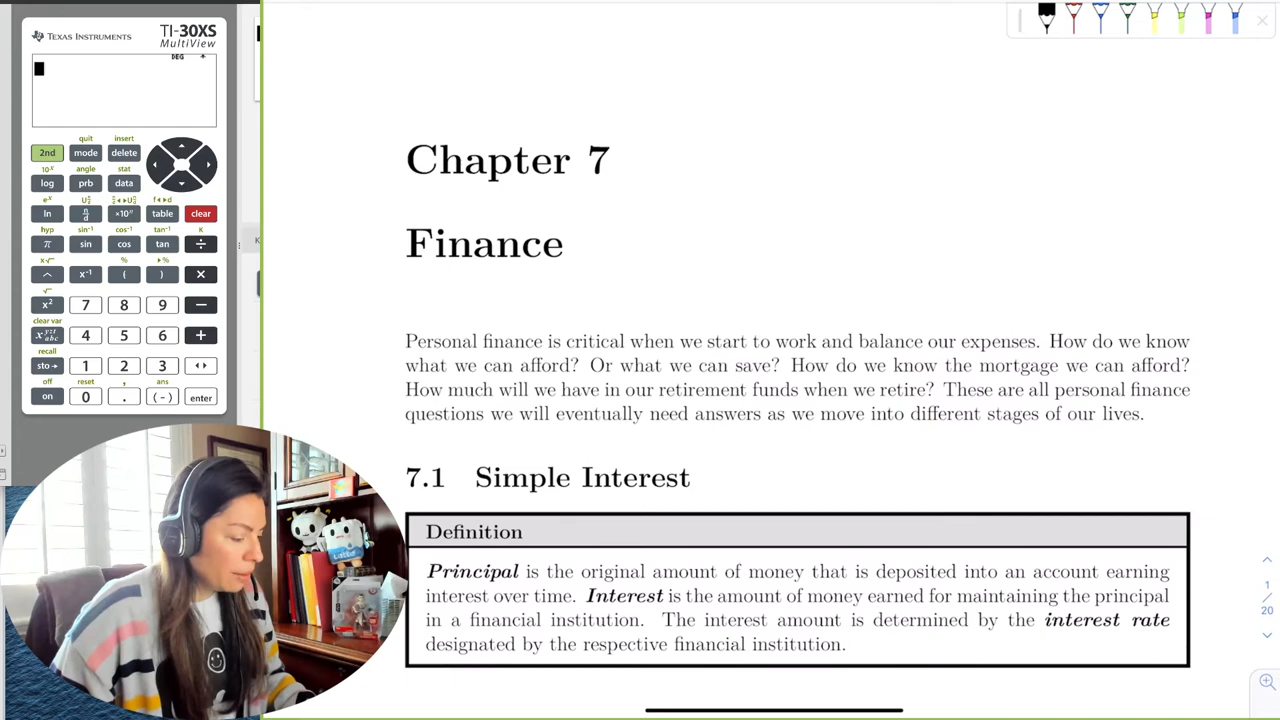 TEXAS INSTRUMENTS
TI-30XS
MultiView
DEG
quit insert
2nd mode delete
10ˣ angle stat
log prb data
eˣ f◄►d
ln n/d ×10ⁿ table clear
hyp sin⁻¹ cos⁻¹ tan⁻¹ K
π sin cos tan ÷
ˣ√ % ►%
^ x⁻¹ ( ) ×
√
x² 7 8 9 −
clear var
x yzt abc 4 5 6 +
recall
sto→ 1 2 3 ◄►
off reset , ans
on 0 . (-) enter
K
Chapter 7
Finance
Personal finance is critical when we start to work and balance our expenses. How do we know
what we can afford? Or what we can save? How do we know the mortgage we can afford?
How much will we have in our retirement funds when we retire? These are all personal finance
questions we will eventually need answers as we move into different stages of our lives.
7.1 Simple Interest
Definition
Principal is the original amount of money that is deposited into an account earning
interest over time. Interest is the amount of money earned for maintaining the principal
in a financial institution. The interest amount is determined by the interest rate
designated by the respective financial institution.
1
/
20